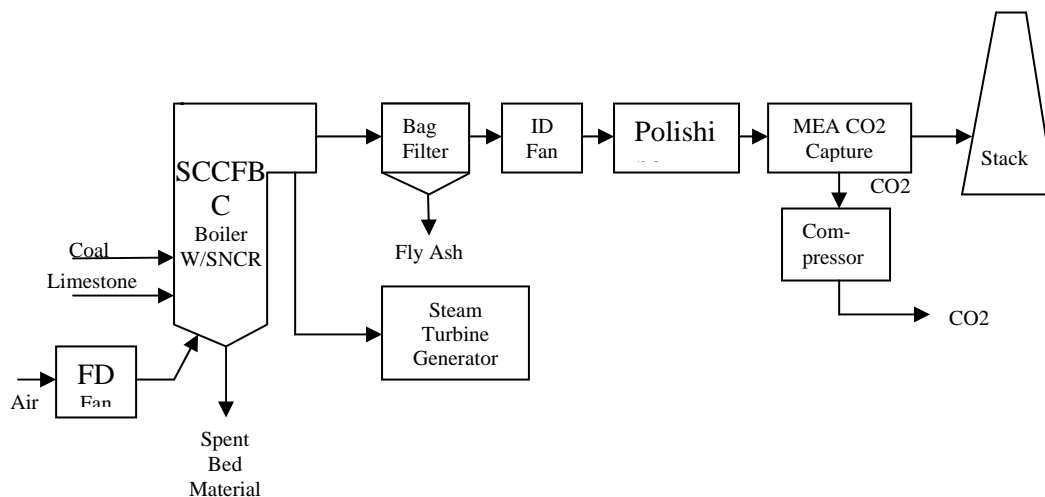 SCCFB
C
Boiler
W/SNCR
Bag
Filter
ID
Fan
Polishi
MEA CO2
Capture
Stack
CO2
Com-
pressor
CO2
Coal
Limestone
Fly Ash
Steam
Turbine
Generator
FD
Fan
Air
Spent
Bed
Material